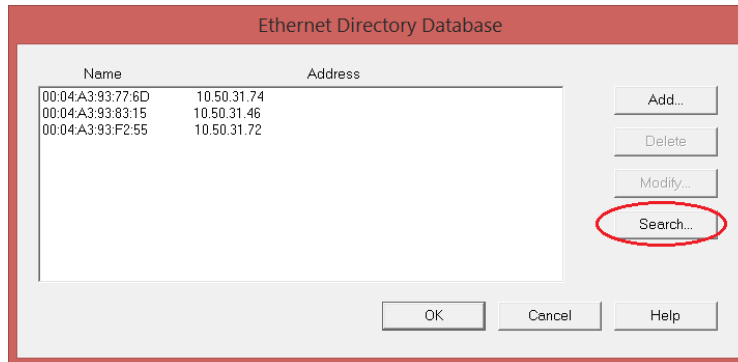 Ethernet Directory Database
Name Address
00:04:A3:93:77:6D 10.50.31.74
00:04:A3:93:83:15 10.50.31.46
00:04:A3:93:F2:55 10.50.31.72
Add...
Delete
Modify...
Search...
OK Cancel Help